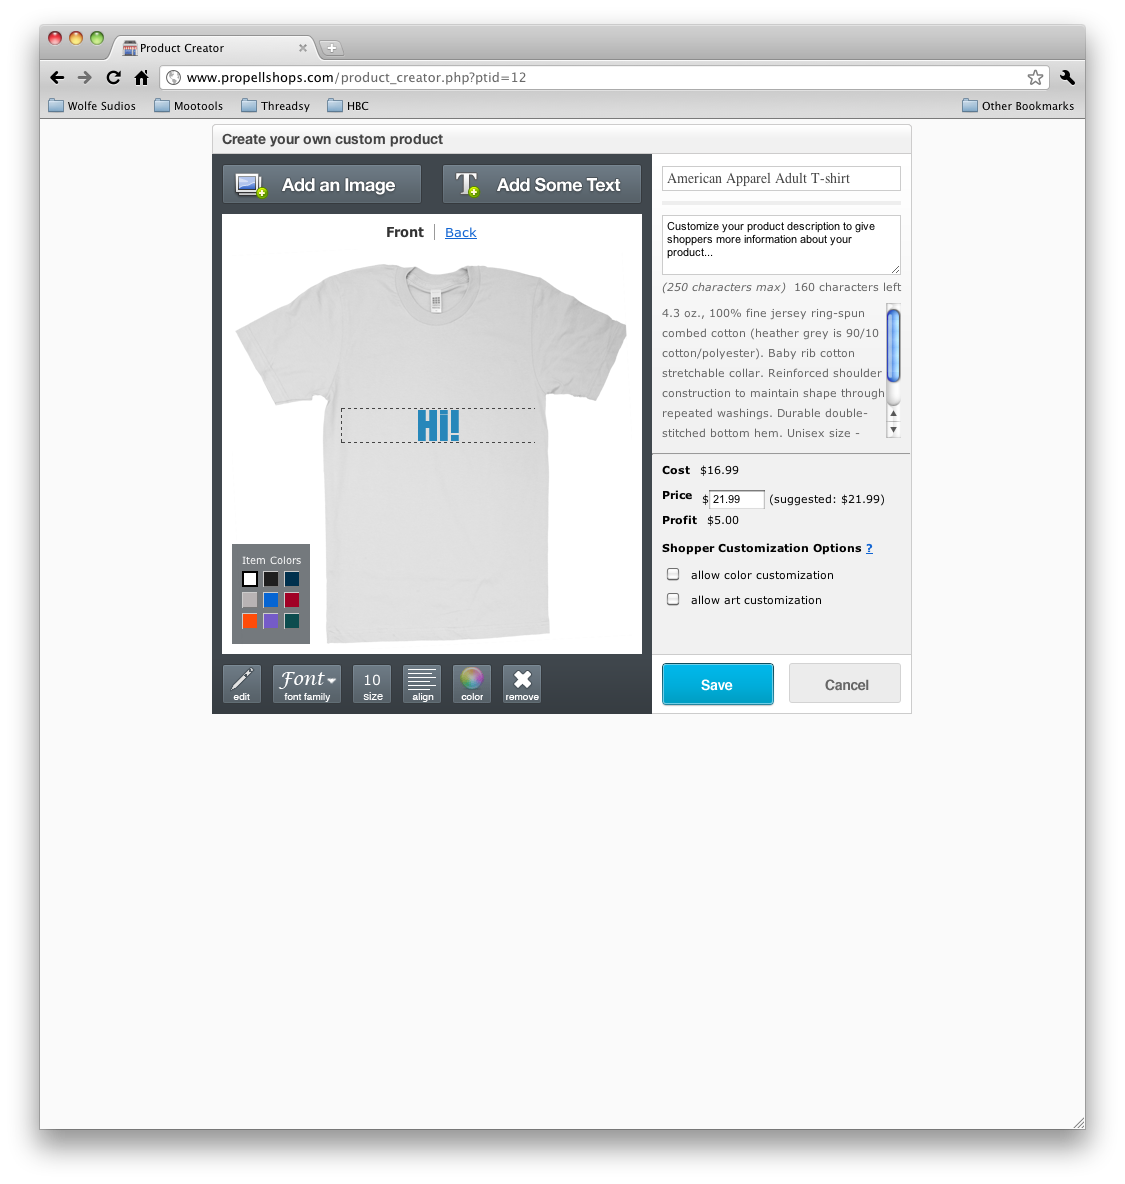 Product Creator
www.propellshops.com/product_creator.php?ptid=12
Wolfe Sudios
Mootools
Threadsy
HBC
Other Bookmarks
Create your own custom product
Add an Image
Add Some Text
Front
Back
Hi!
Item Colors
edit
Font
font family
10
size
align
color
remove
American Apparel Adult T-shirt
Customize your product description to give
shoppers more information about your
product...
(250 characters max) 160 characters left
4.3 oz., 100% fine jersey ring-spun
combed cotton (heather grey is 90/10
cotton/polyester). Baby rib cotton
stretchable collar. Reinforced shoulder
construction to maintain shape through
repeated washings. Durable double-
stitched bottom hem. Unisex size -
Cost $16.99
Price $ 21.99 (suggested: $21.99)
Profit $5.00
Shopper Customization Options ?
allow color customization
allow art customization
Save
Cancel